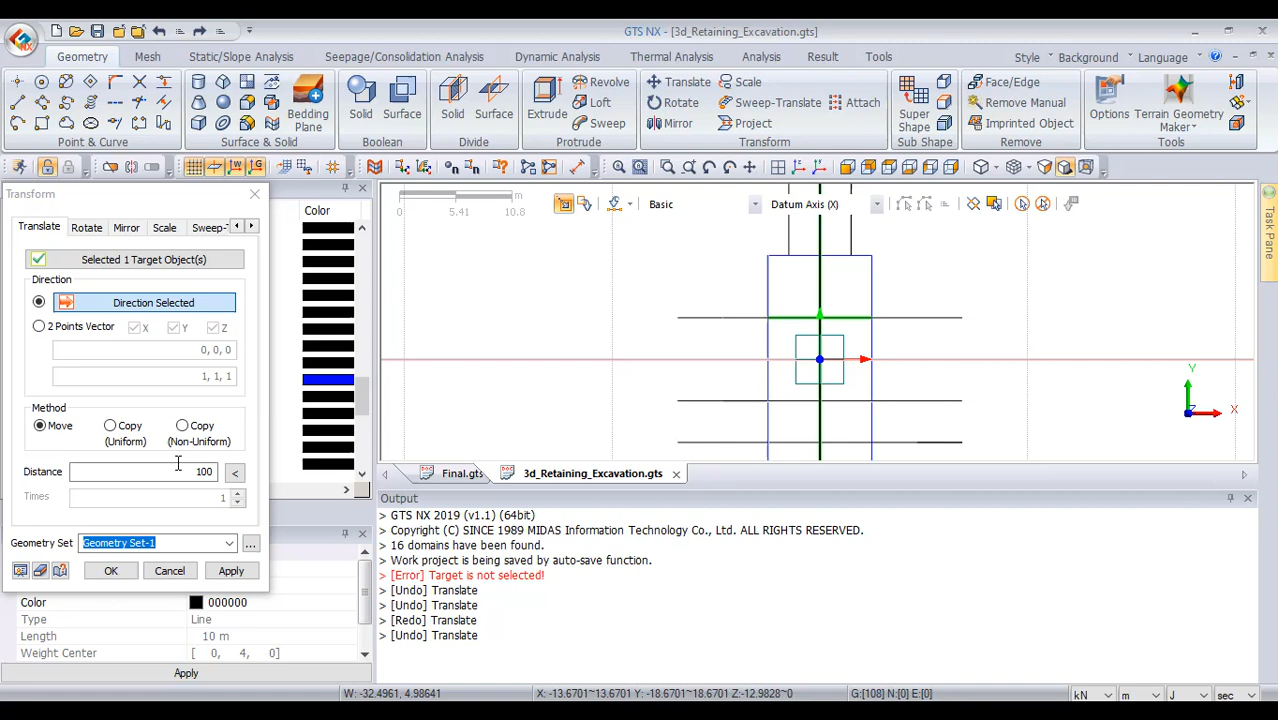 GTS NX - [3d_Retaining_Excavation.gts]
Geometry Mesh Static/Slope Analysis Seepage/Consolidation Analysis Dynamic Analysis Thermal Analysis Analysis Result Tools Style Background Language
Bedding Plane
Solid Surface
Solid Surface
Extrude
Revolve
Loft
Sweep
Translate Scale
Rotate Sweep-Translate Attach
Mirror Project
Super Shape
Face/Edge
Remove Manual
Imprinted Object
Options
Terrain Geometry Maker
Point & Curve Surface & Solid Boolean Divide Protrude Transform Sub Shape Remove Tools
Transform
Translate Rotate Mirror Scale Sweep-
Selected 1 Target Object(s)
Direction
Direction Selected
2 Points Vector X Y Z
0, 0, 0
1, 1, 1
Method
Move Copy (Uniform) Copy (Non-Uniform)
Distance 100 <
Times 1
Geometry Set Geometry Set-1 ...
OK Cancel Apply
Color
Color 000000
Type Line
Length 10 m
Weight Center [ 0, 4, 0]
Apply
m
0 5.41 10.8
Basic
Datum Axis (X)
Y
Z
X
Final.gts 3d_Retaining_Excavation.gts
Output
> GTS NX 2019 (v1.1) (64bit)
> Copyright (C) SINCE 1989 MIDAS Information Technology Co., Ltd. ALL RIGHTS RESERVED.
> 16 domains have been found.
> Work project is being saved by auto-save function.
> [Error] Target is not selected!
> [Undo] Translate
> [Undo] Translate
> [Redo] Translate
> [Undo] Translate
Task Pane
W: -32.4961, 4.98641 X: -13.6701~13.6701 Y: -18.6701~18.6701 Z:-12.9828~0 G:[108] N:[0] E:[0] kN m J sec